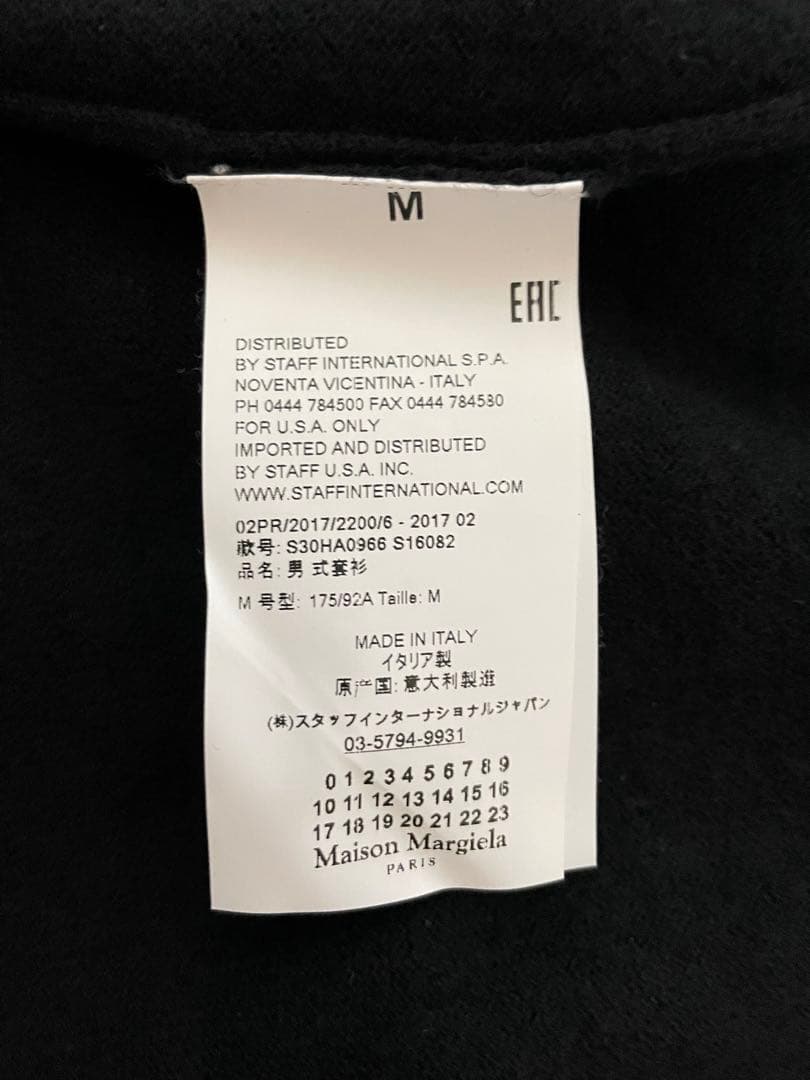 M
EAC
DISTRIBUTED
BY STAFF INTERNATIONAL S.P.A.
NOVENTA VICENTINA - ITALY
PH 0444 784500 FAX 0444 784580
FOR U.S.A. ONLY
IMPORTED AND DISTRIBUTED
BY STAFF U.S.A. INC.
WWW.STAFFINTERNATIONAL.COM
02PR/2017/2200/6 - 2017 02
款号: S30HA0966 S16082
品名: 男 式套衫
M 号型: 175/92A Taille: M
MADE IN ITALY
イタリア製
原产国: 意大利製造
(株)スタッフインターナショナルジャパン
03-5794-9931
0 1 2 3 4 5 6 7 8 9
10 11 12 13 14 15 16
17 18 19 20 21 22 23
Maison Margiela
PARIS